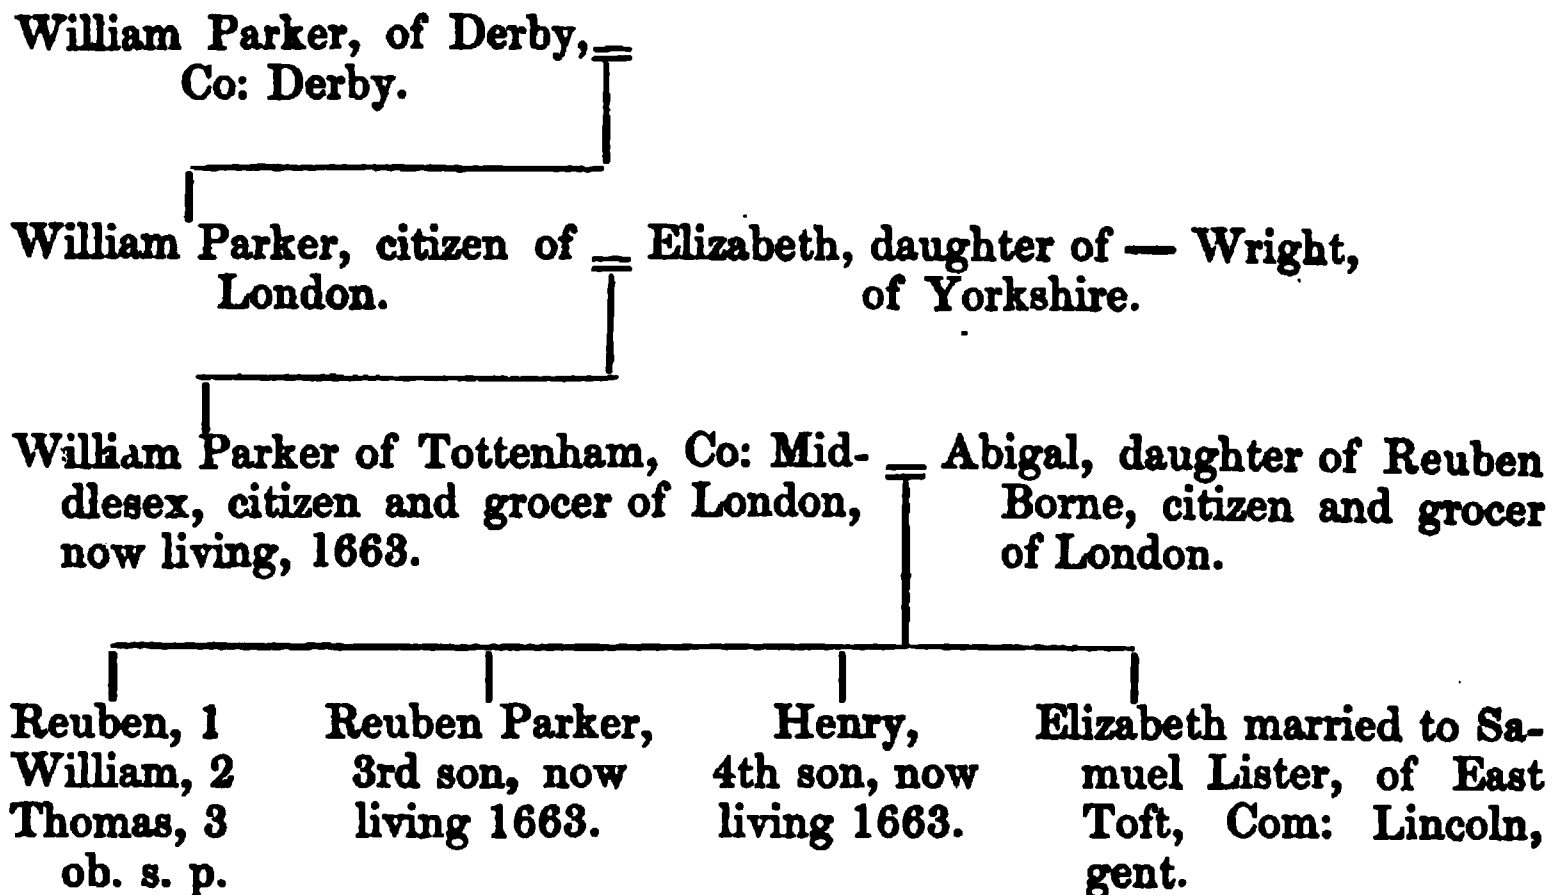 William Parker, of Derby,
Co: Derby.
William Parker, citizen of = Elizabeth, daughter of — Wright,
London.
of Yorkshire.
William Parker of Tottenham, Co: Mid-
dlesex, citizen and grocer of London,
now living, 1663.
Abigal, daughter of Reuben
Borne, citizen and grocer
of London.
Reuben, 1
William, 2
Thomas, 3
ob. s. p.
Reuben Parker,
3rd son, now
living 1663.
Henry,
4th son, now
living 1663.
Elizabeth married to Sa-
muel Lister, of East
Toft, Com: Lincoln,
gent.